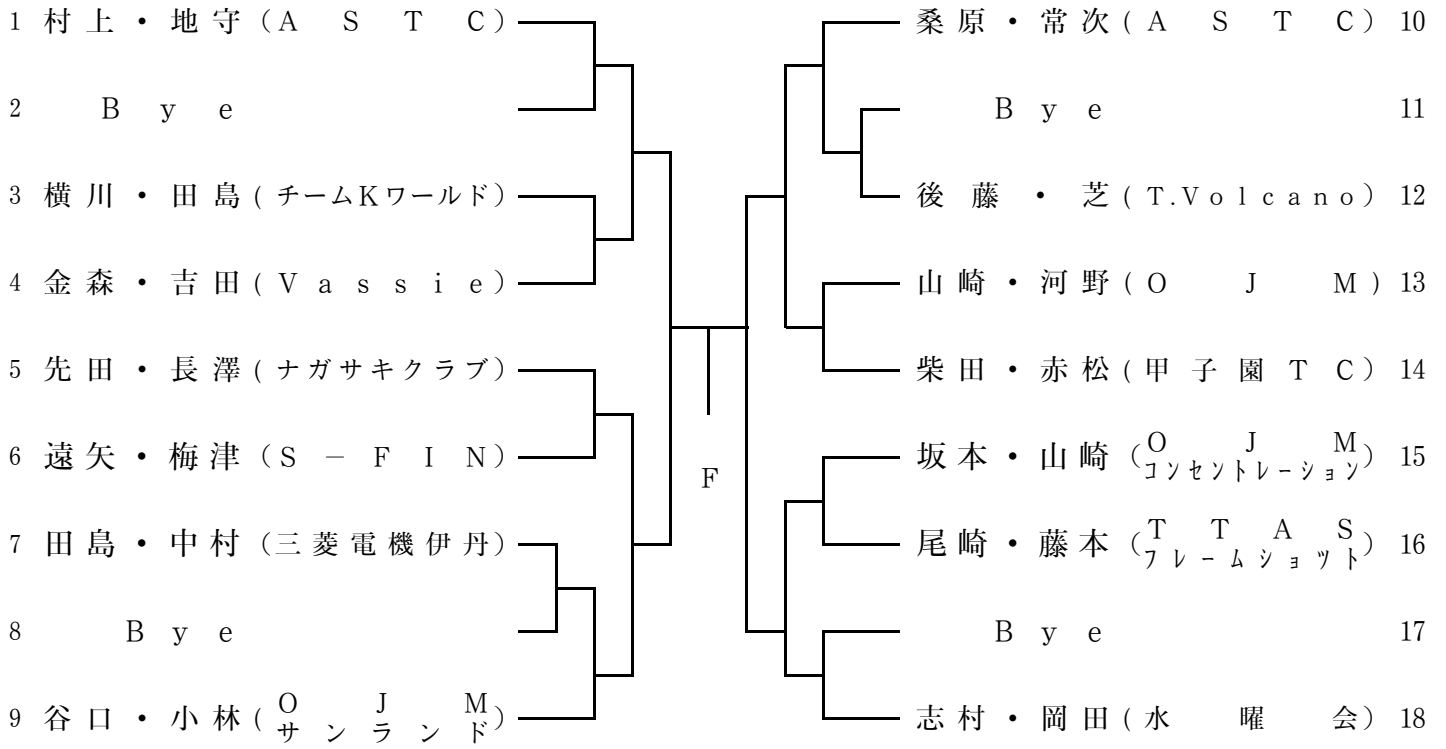 1 村上・地守(ASTC)
2 Bye
3 横川・田島(チームKワールド)
4 金森・吉田(Vassie)
5 先田・長澤(ナガサキクラブ)
6 遠矢・梅津(S－FIN)
7 田島・中村(三菱電機伊丹)
8 Bye
9 谷口・小林(OJM
サンランド)
F
桑原・常次(ASTC) 10
Bye 11
後藤・芝(T.Volcano) 12
山崎・河野(OJM) 13
柴田・赤松(甲子園TC) 14
坂本・山崎(OJM
コンセントレーション) 15
尾崎・藤本(TTAS
フレームショット) 16
Bye 17
志村・岡田(水曜会) 18